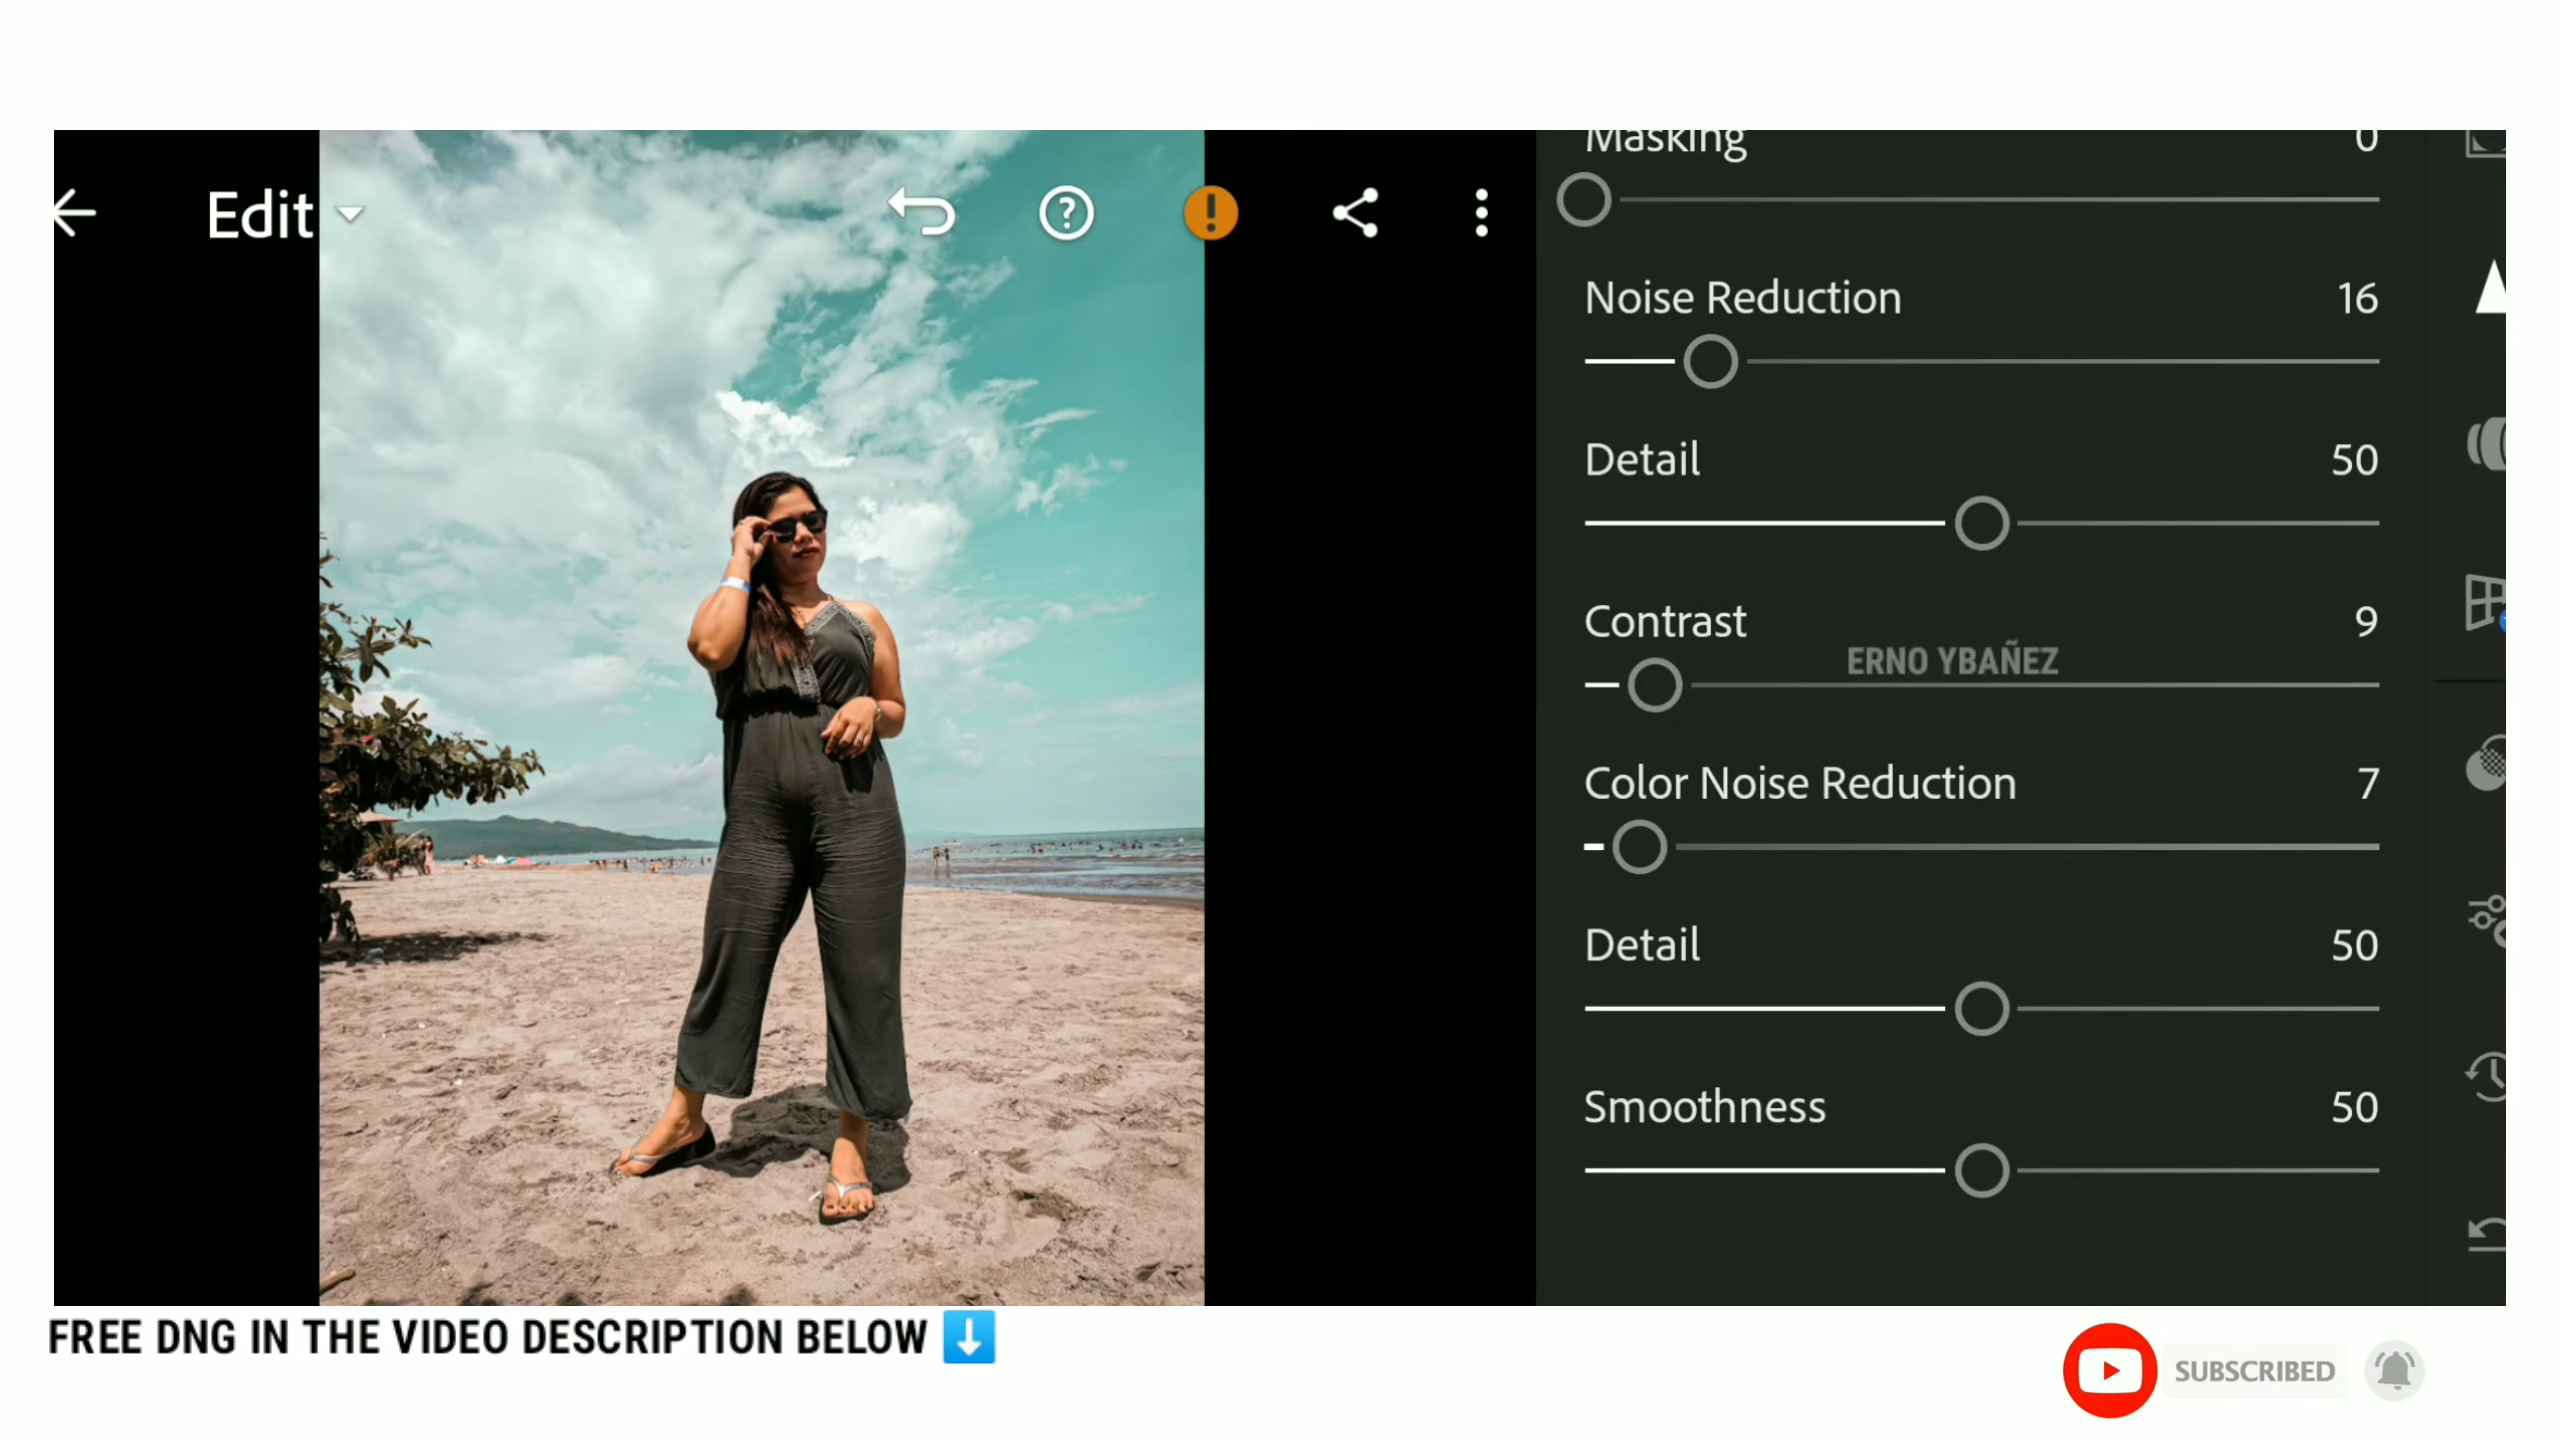 Edit
Masking 0
Noise Reduction 16
Detail 50
Contrast 9
ERNO YBAÑEZ
Color Noise Reduction 7
Detail 50
Smoothness 50
FREE DNG IN THE VIDEO DESCRIPTION BELOW ⬇️
SUBSCRIBED